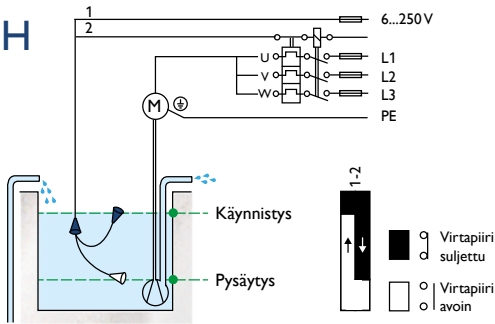 H
1
6...250 V
2
U
L1
V
L2
W
L3
M
PE
1-2
Käynnistys
Pysäytys
Virtapiiri
suljettu
Virtapiiri
avoin